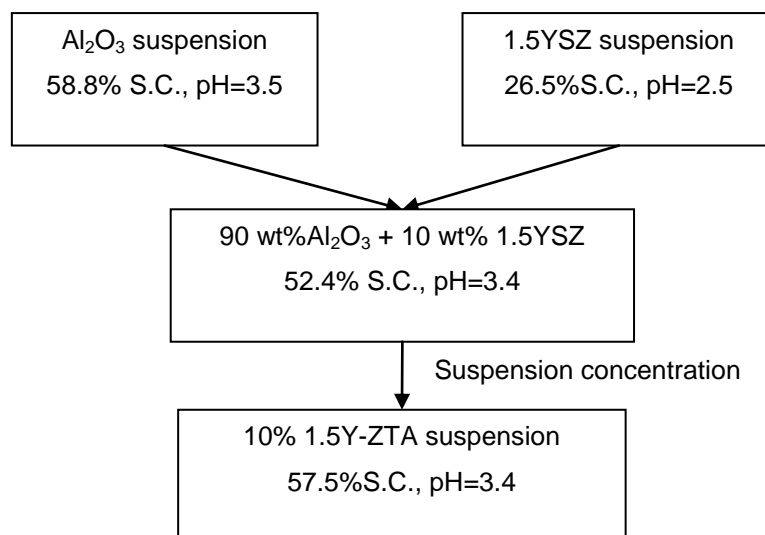 Al₂O₃ suspension
58.8% S.C., pH=3.5
1.5YSZ suspension
26.5%S.C., pH=2.5
90 wt%Al₂O₃ + 10 wt% 1.5YSZ
52.4% S.C., pH=3.4
Suspension concentration
10% 1.5Y-ZTA suspension
57.5%S.C., pH=3.4